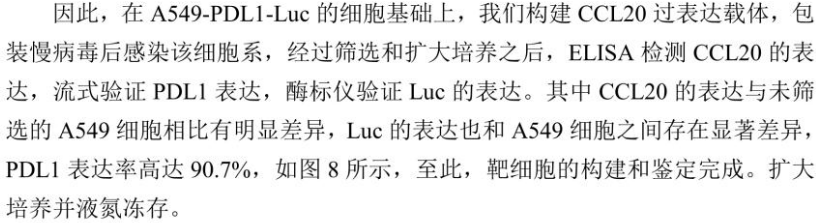 因此，在 A549-PDL1-Luc 的细胞基础上，我们构建 CCL20 过表达载体，包
装慢病毒后感染该细胞系，经过筛选和扩大培养之后，ELISA 检测 CCL20 的表
达，流式验证 PDL1 表达，酶标仪验证 Luc 的表达。其中 CCL20 的表达与未筛
选的 A549 细胞相比有明显差异，Luc 的表达也和 A549 细胞之间存在显著差异，
PDL1 表达率高达 90.7%，如图 8 所示，至此，靶细胞的构建和鉴定完成。扩大
培养并液氮冻存。